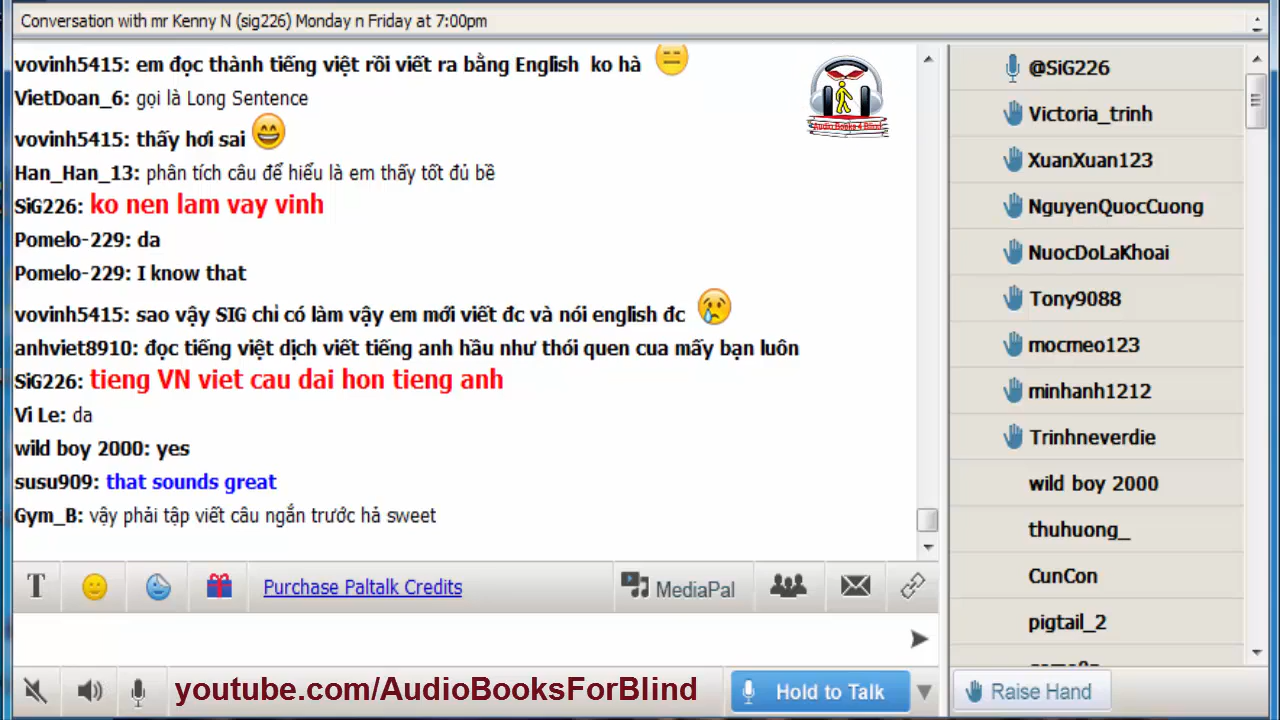 Conversation with mr Kenny N (sig226) Monday n Friday at 7:00pm
vovinh5415: em đọc thành tiếng việt rồi viết ra bằng English ko hà
VietDoan_6: gọi là Long Sentence
vovinh5415: thấy hơi sai
Han_Han_13: phân tích câu để hiểu là em thấy tốt đủ bề
SiG226: ko nen lam vay vinh
Pomelo-229: da
Pomelo-229: I know that
vovinh5415: sao vậy SIG chỉ có làm vậy em mới viết đc và nói english đc
anhviet8910: đọc tiếng việt dịch viết tiếng anh hầu như thói quen cua mấy bạn luôn
SiG226: tieng VN viet cau dai hon tieng anh
Vi Le: da
wild boy 2000: yes
susu909: that sounds great
Gym_B: vậy phải tập viết câu ngắn trước hả sweet
Audio Books 4 Blind
@SiG226
Victoria_trinh
XuanXuan123
NguyenQuocCuong
NuocDoLaKhoai
Tony9088
mocmeo123
minhanh1212
Trinhneverdie
wild boy 2000
thuhuong_
CunCon
pigtail_2
T
Purchase Paltalk Credits
MediaPal
youtube.com/AudioBooksForBlind
Hold to Talk
Raise Hand